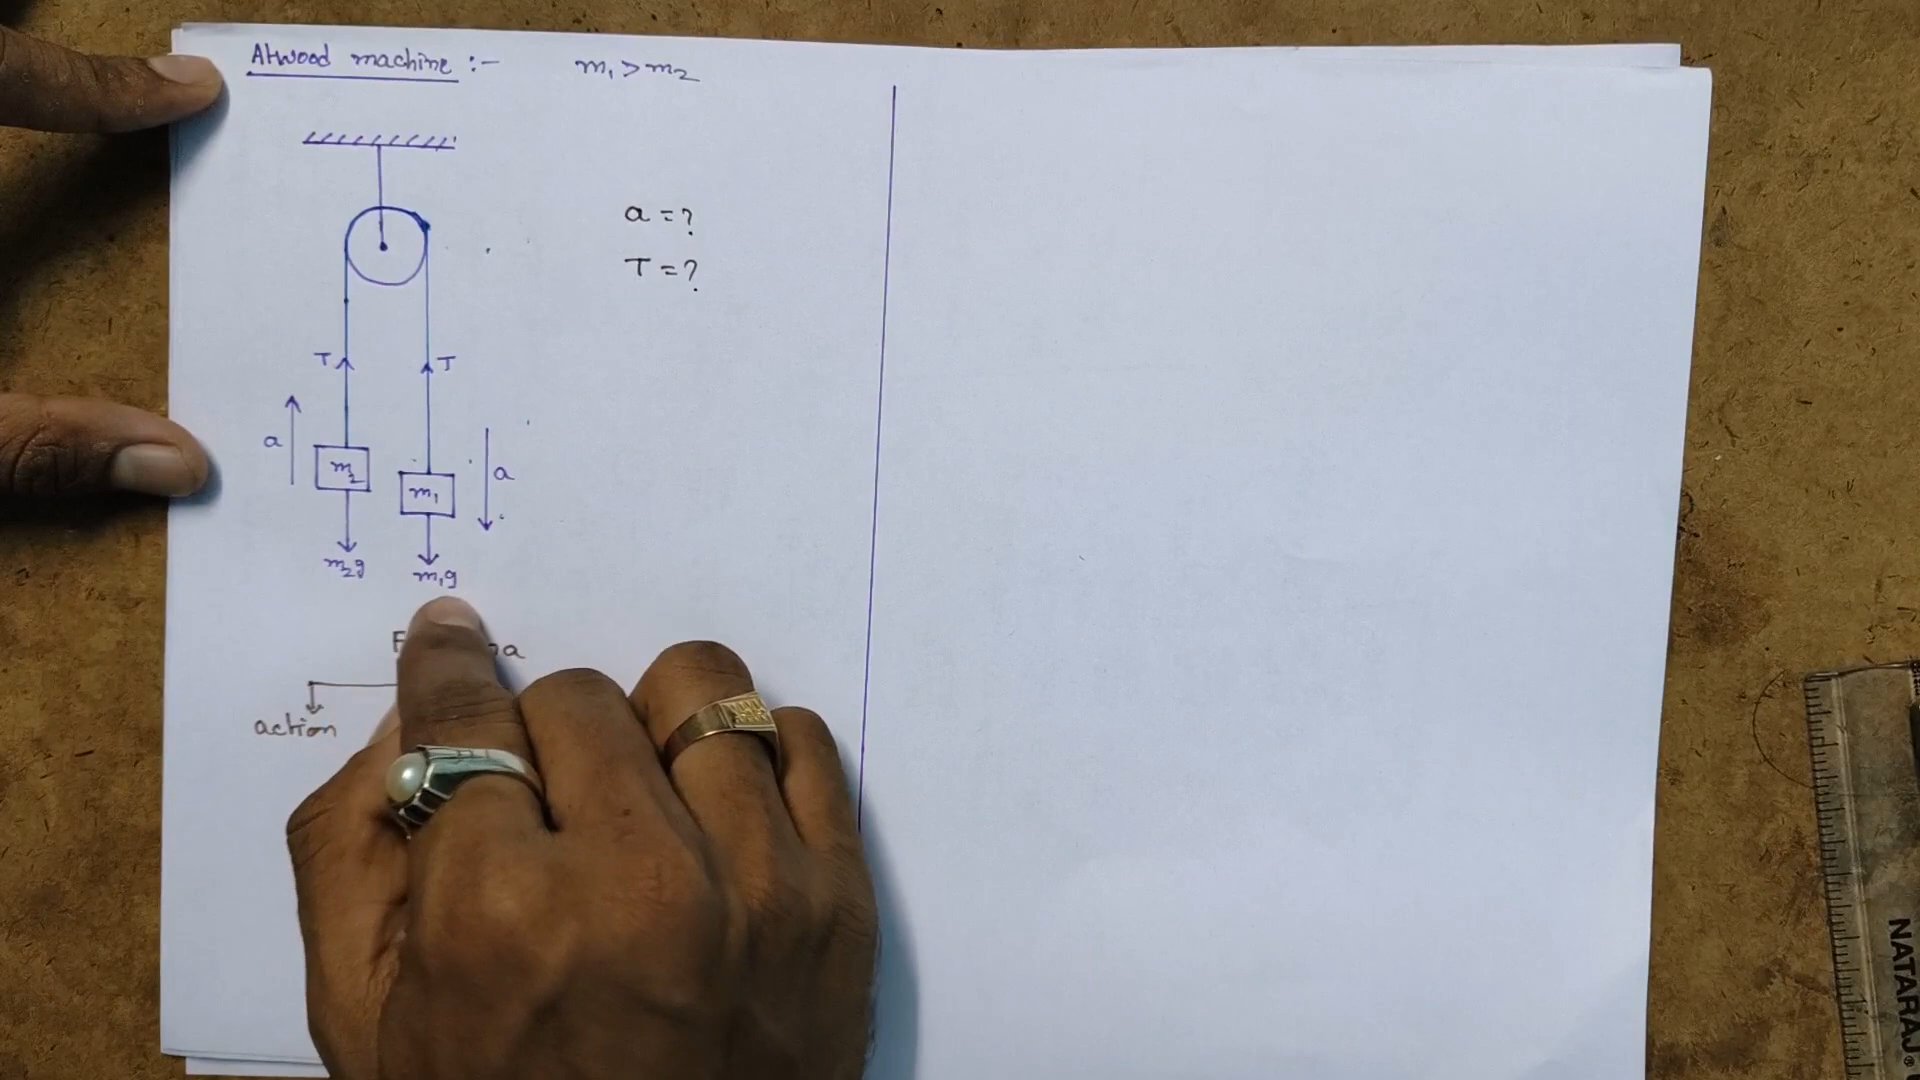 Atwood machine :- m₁ > m₂
a = ?
T = ?
T T
a m₂ m₁ a
m₂g m₁g
F a
action
NATARAJ®